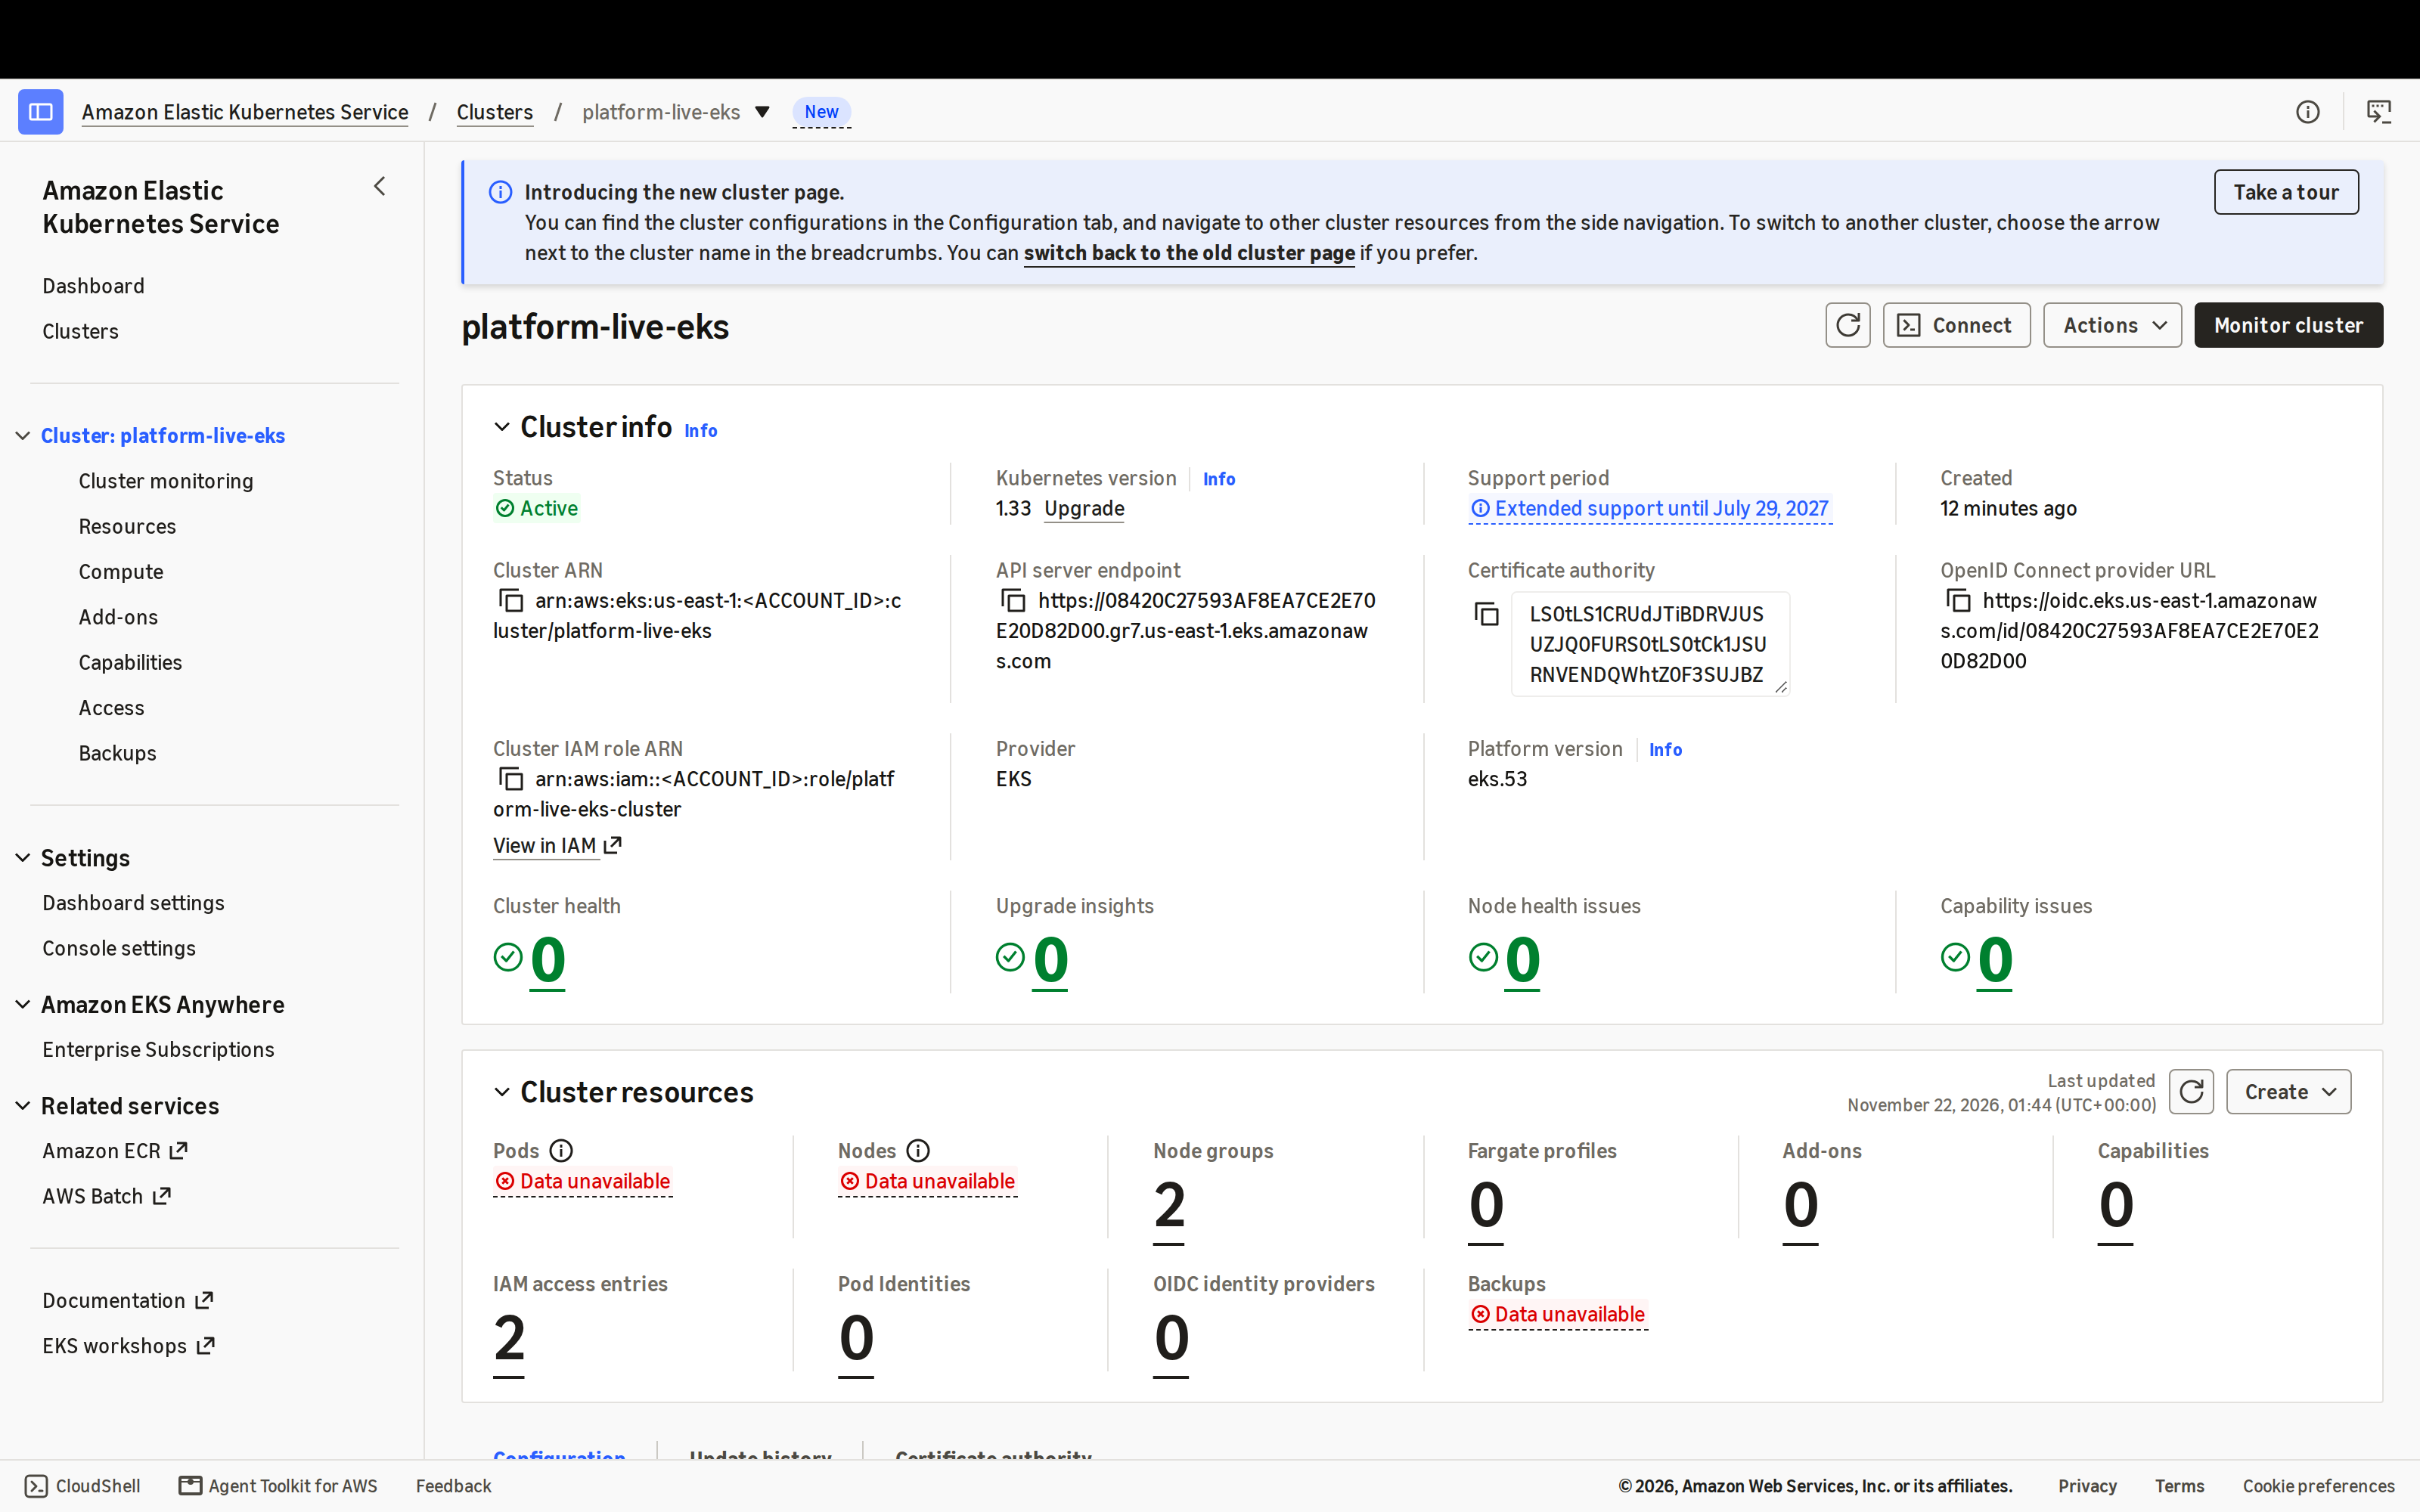 Amazon Elastic Kubernetes Service / Clusters / platform-live-eks New
Amazon Elastic
Kubernetes Service
Dashboard
Clusters
Cluster: platform-live-eks
Cluster monitoring
Resources
Compute
Add-ons
Capabilities
Access
Backups
Settings
Dashboard settings
Console settings
Amazon EKS Anywhere
Enterprise Subscriptions
Related services
Amazon ECR
AWS Batch
Documentation
EKS workshops
Introducing the new cluster page.
You can find the cluster configurations in the Configuration tab, and navigate to other cluster resources from the side navigation. To switch to another cluster, choose the arrow
next to the cluster name in the breadcrumbs. You can switch back to the old cluster page if you prefer.
Take a tour
platform-live-eks
Connect
Actions
Monitor cluster
Cluster info Info
Status
Active
Kubernetes version Info
1.33 Upgrade
Support period
Extended support until July 29, 2027
Created
12 minutes ago
Cluster ARN
arn:aws:eks:us-east-1:<ACCOUNT_ID>:c
luster/platform-live-eks
API server endpoint
https://08420C27593AF8EA7CE2E70
E20D82D00.gr7.us-east-1.eks.amazonaw
s.com
Certificate authority
LS0tLS1CRUdJTiBDRVJUS
UZJQ0FURS0tLS0tCk1JSU
RNVENDQWhtZ0F3SUJBZ
OpenID Connect provider URL
https://oidc.eks.us-east-1.amazonaw
s.com/id/08420C27593AF8EA7CE2E70E2
0D82D00
Cluster IAM role ARN
arn:aws:iam::<ACCOUNT_ID>:role/platf
orm-live-eks-cluster
View in IAM
Provider
EKS
Platform version Info
eks.53
Cluster health
0
Upgrade insights
0
Node health issues
0
Capability issues
0
Cluster resources
Last updated
November 22, 2026, 01:44 (UTC+00:00)
Create
Pods
Data unavailable
Nodes
Data unavailable
Node groups
2
Fargate profiles
0
Add-ons
0
Capabilities
0
IAM access entries
2
Pod Identities
0
OIDC identity providers
0
Backups
Data unavailable
Configuration
Update history
Certificate authority
CloudShell
Agent Toolkit for AWS
Feedback
© 2026, Amazon Web Services, Inc. or its affiliates.
Privacy
Terms
Cookie preferences